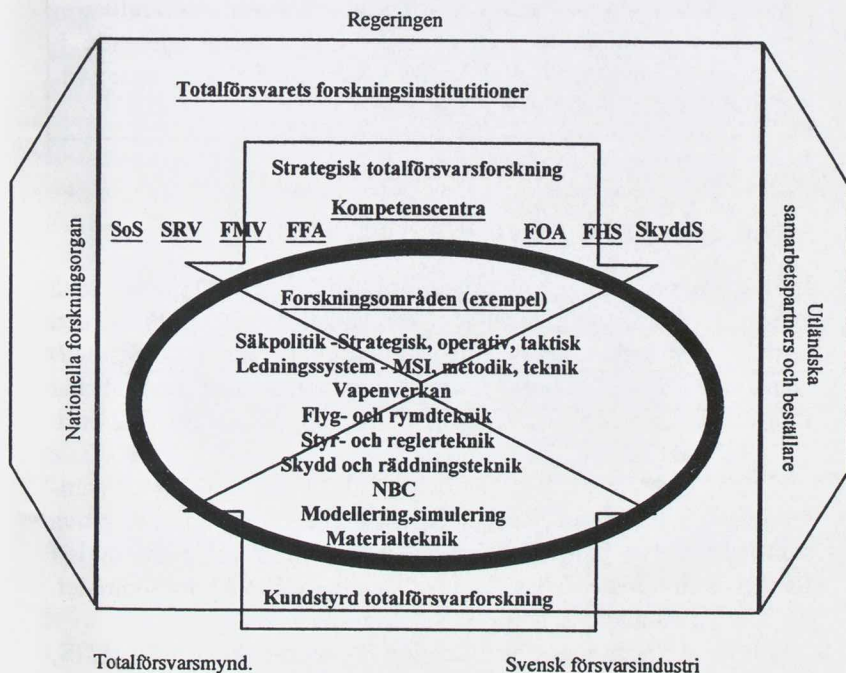 Regeringen
Totalförsvarets forskningsinstitutitioner
Strategisk totalförsvarsforskning
Kompetenscentra
SoS SRV FMV FFA FOA FHS SkyddS
Nationella forskningsorgan
Utländska
samarbetspartners och beställare
Forskningsområden (exempel)
Säkpolitik -Strategisk, operativ, taktisk
Ledningssystem - MSI, metodik, teknik
Vapenverkan
Flyg- och rymdteknik
Styr- och reglerteknik
Skydd och räddningsteknik
NBC
Modellering,simulering
Materialteknik
Kundstyrd totalförsvarforskning
Totalförsvarsmynd. Svensk försvarsindustri